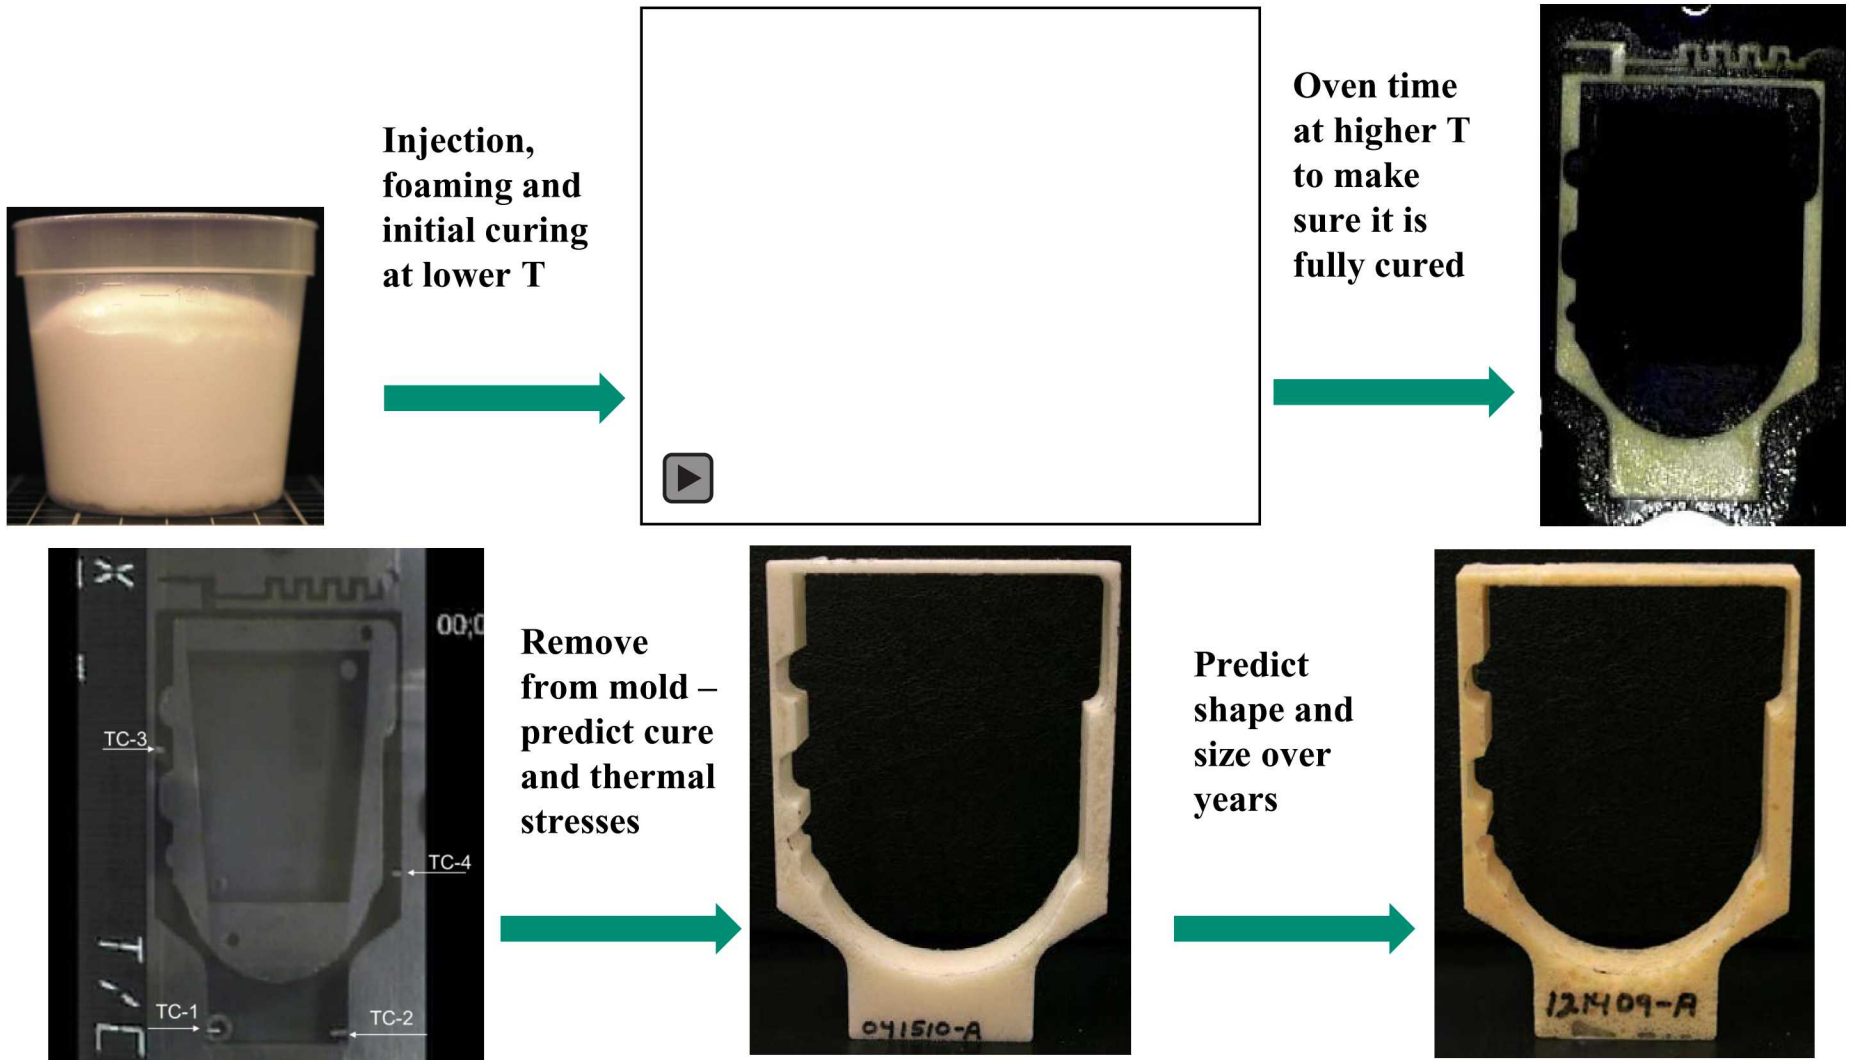 Injection,
foaming and
initial curing
at lower T
Oven time
at higher T
to make
sure it is
fully cured
00;0
TC-3
TC-4
TC-1
TC-2
Remove
from mold –
predict cure
and thermal
stresses
041510-A
Predict
shape and
size over
years
121409-A